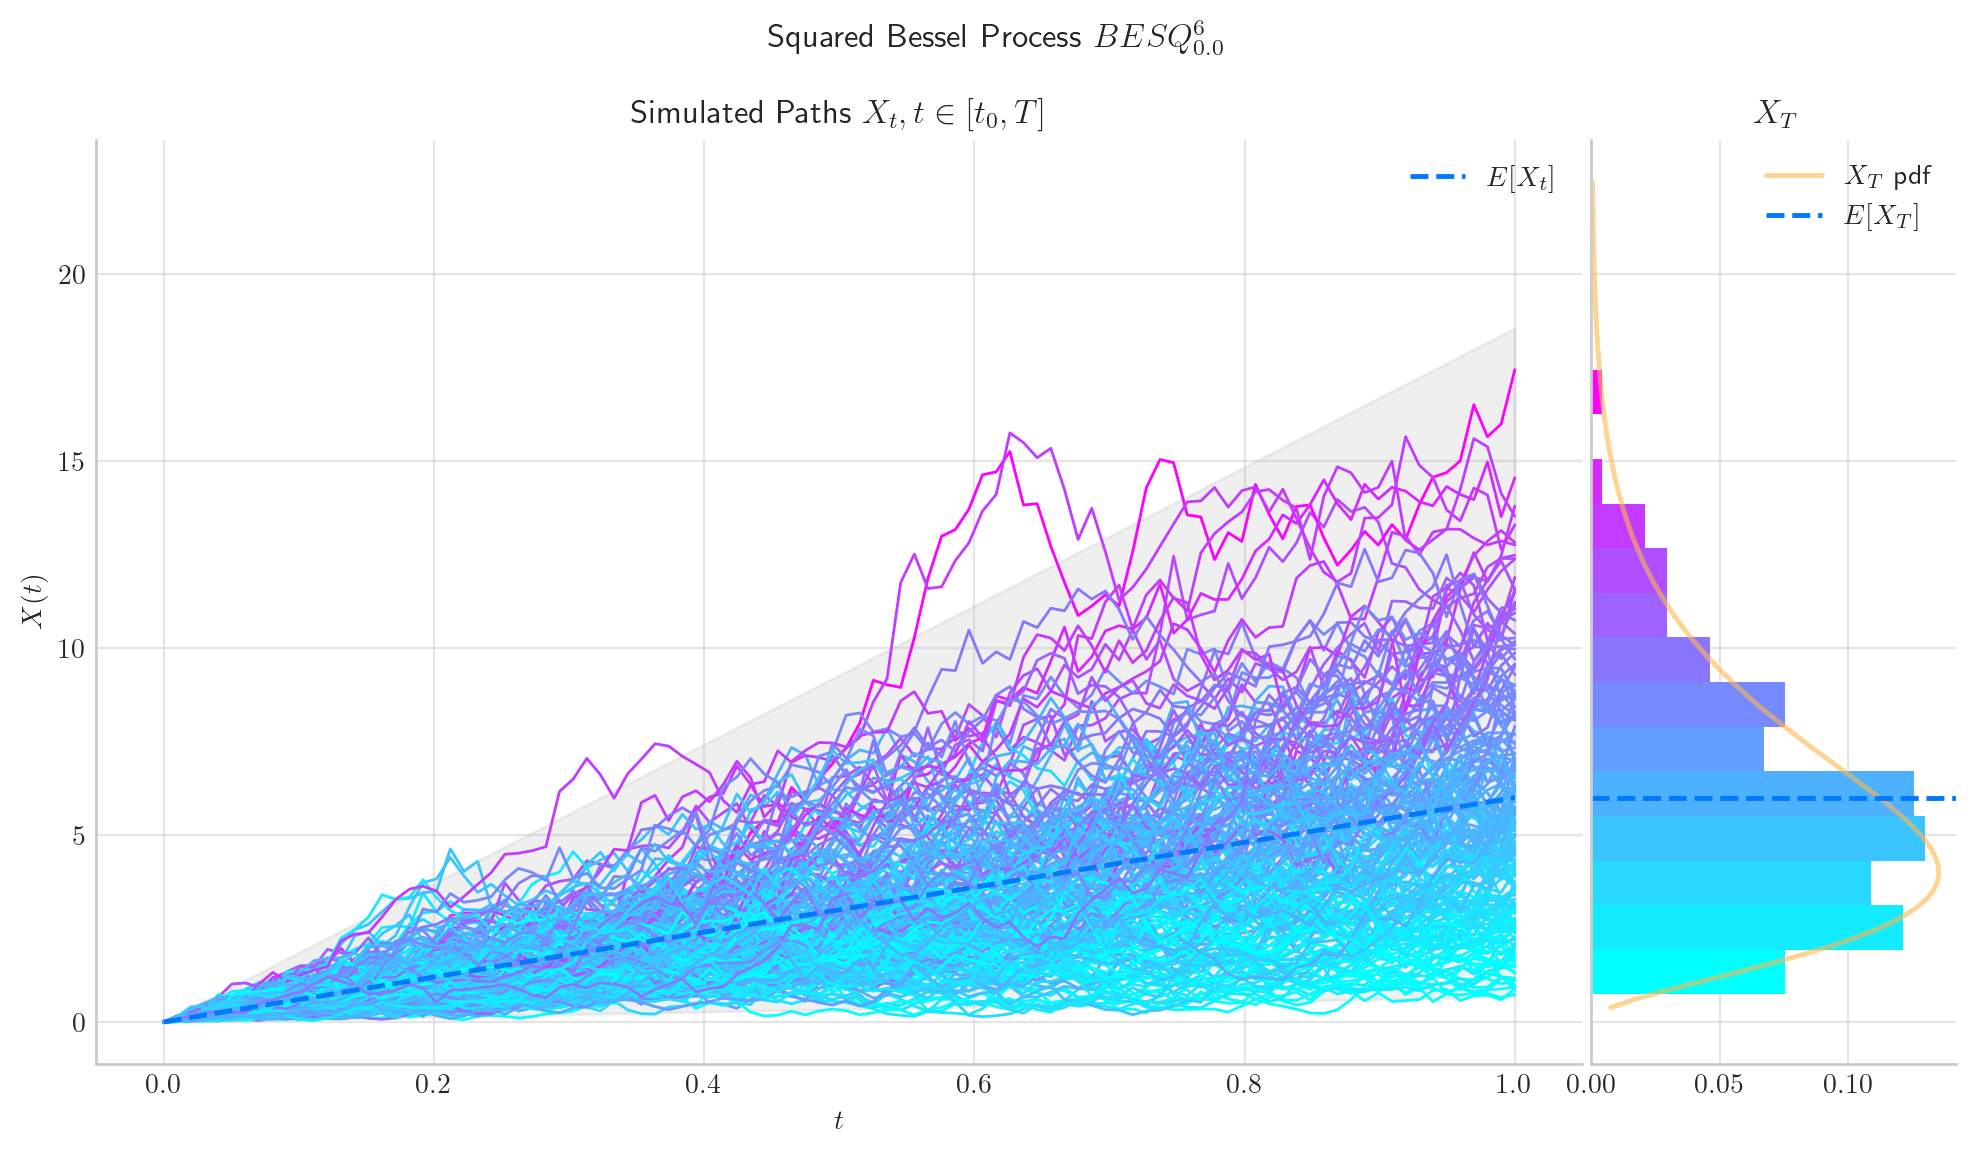 Squared Bessel Process $BESQ^{6}_{0.0}$
Simulated Paths $X_t, t \in [t_0, T]$
$X_T$
$E[X_t]$
$X_T$ pdf
$E[X_T]$
20
15
10
5
0
$X(t)$
0.0 0.2 0.4 0.6 0.8 1.0
0.00 0.05 0.10
$t$